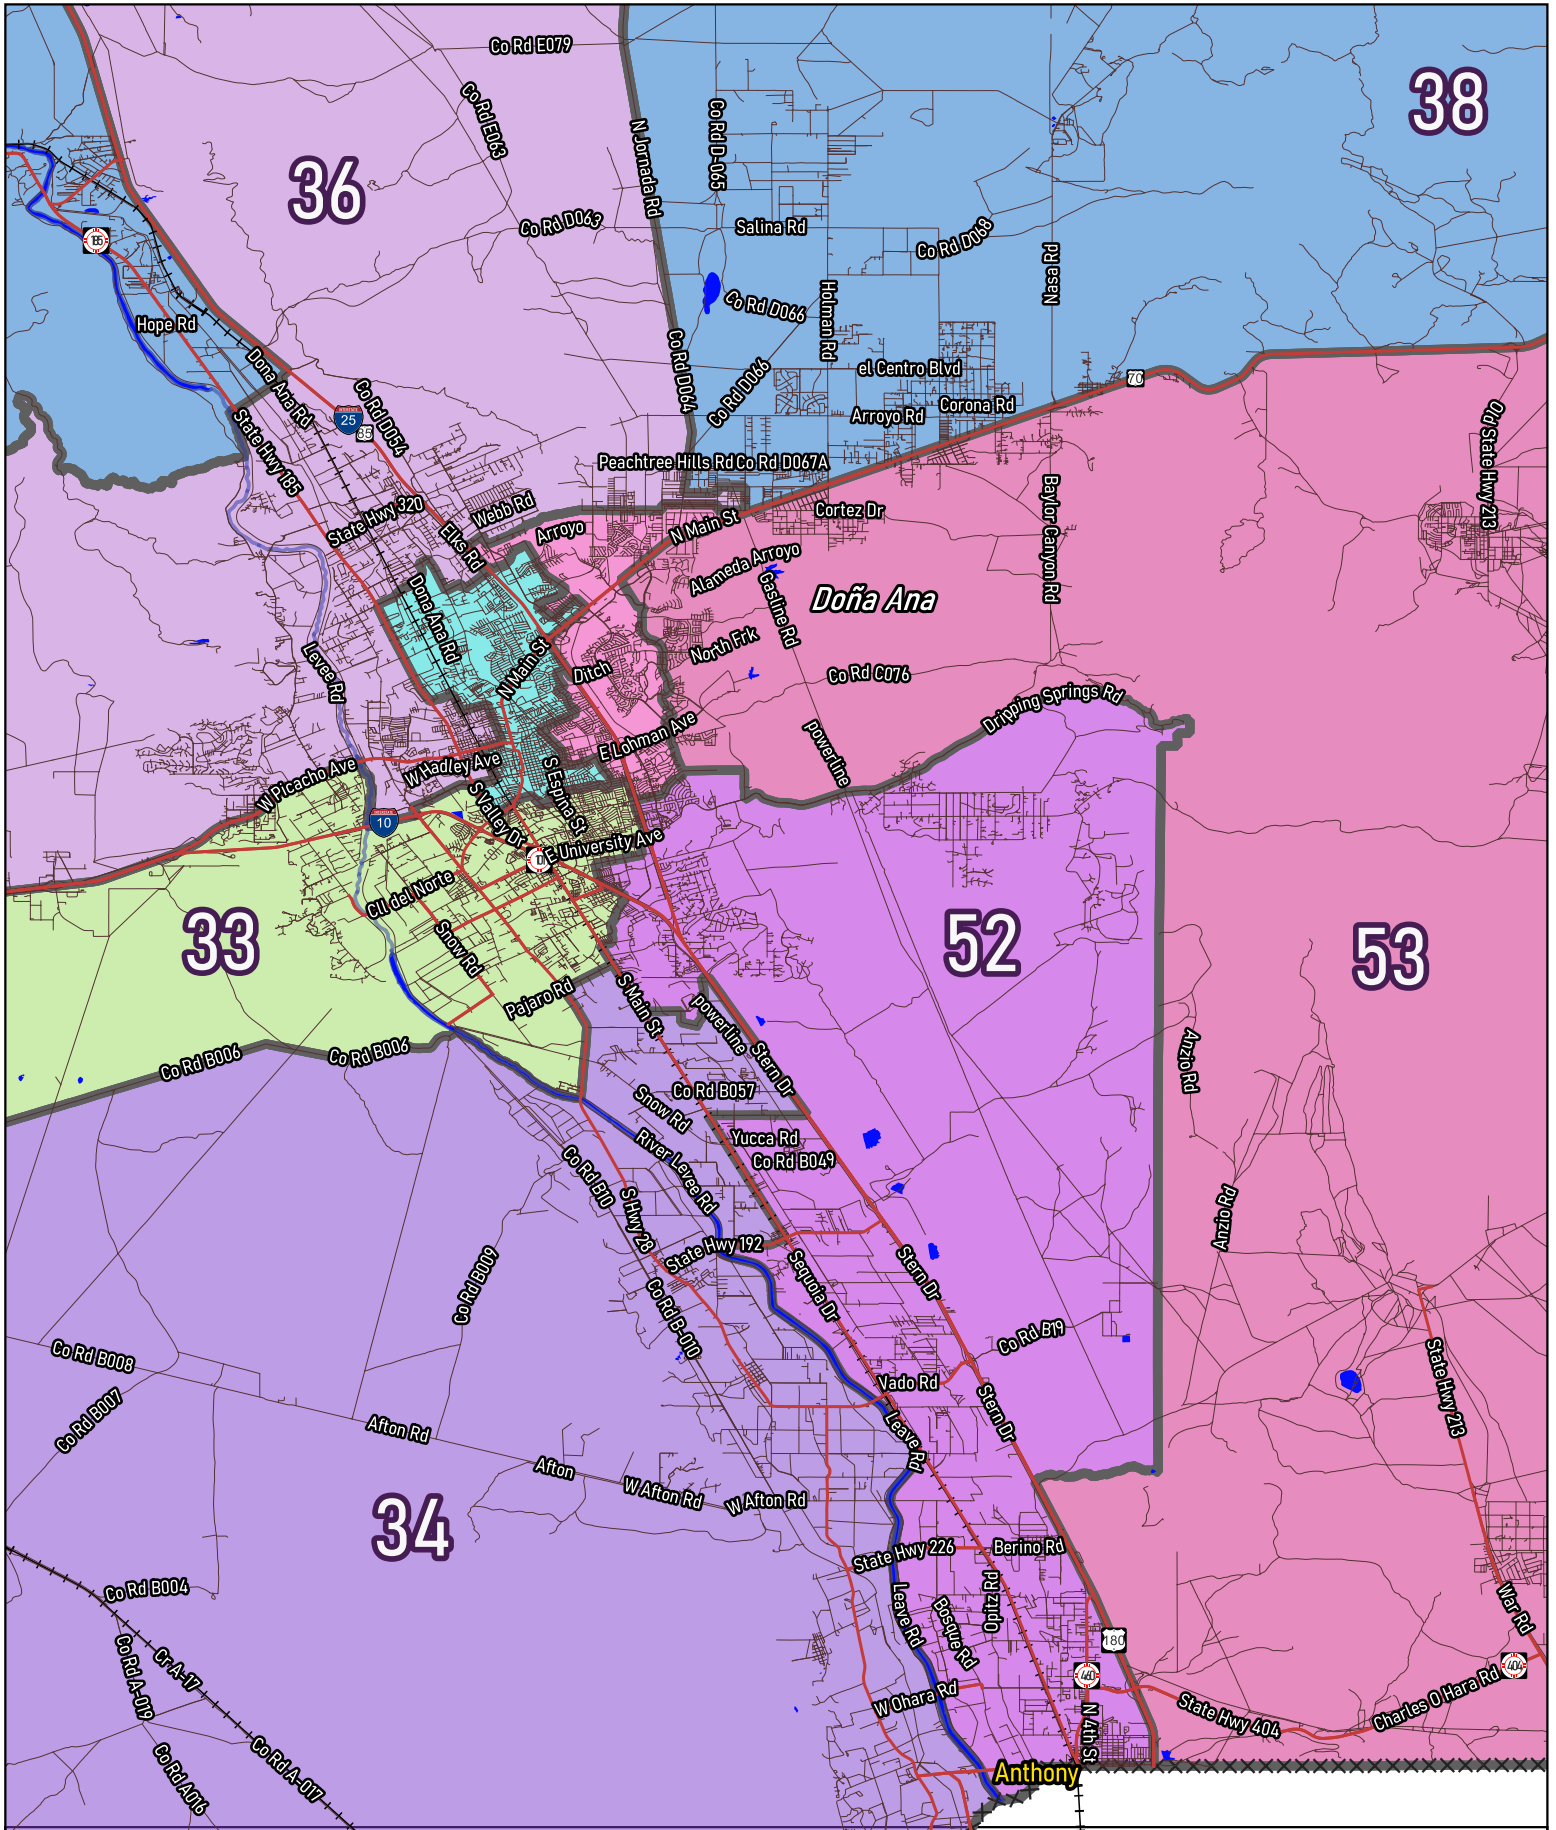 Co Rd E079
38
Co Rd E063
Co Rd D-065
N Jornada Rd
36
Co Rd D063
Salina Rd
Co Rd D068
185
Nasa Rd
Co Rd D066
Holman Rd
Hope Rd
Dona Ana Rd
Co Rd D064
Co Rd D066
el Centro Blvd
70
Co Rd D054
INTERSTATE
25
85
Arroyo Rd
Corona Rd
Old State Hwy 213
State Hwy 185
Peachtree Hills Rd
Co Rd D067A
Baylor Canyon Rd
State Hwy 320
Webb Rd
Elks Rd
Arroyo
N Main St
Cortez Dr
Alameda Arroyo
Gasline Rd
Doña Ana
Dona Ana Rd
Levee Rd
N Main St
Ditch
North Frk
Co Rd C076
Dripping Springs Rd
E Lohman Ave
powerline
W Picacho Ave
W Hadley Ave
S Valley Dr
S Espina St
INTERSTATE
10
101
E University Ave
Cll del Norte
33
Snow Rd
52
53
Pajaro Rd
S Main St
powerline
Stern Dr
Anzio Rd
Co Rd B006
Co Rd B006
Co Rd B057
Snow Rd
Yucca Rd
Co Rd B049
River Levee Rd
Co Rd B10
S Hwy 28
State Hwy 192
Anzio Rd
Co Rd B009
Sequoia Dr
Stern Dr
Co Rd B-010
Co Rd B19
Co Rd B008
Vado Rd
State Hwy 213
Co Rd B007
Afton Rd
Leave Rd
Stern Dr
Afton
W Afton Rd
W Afton Rd
34
State Hwy 226
Berino Rd
Co Rd B004
Leave Rd
Bosque Rd
Opitz Rd
War Rd
Co Rd A-019
Cr A-17
180
460
404
W Ohara Rd
State Hwy 404
Charles O Hara Rd
N 4th St
Co Rd A016
Co Rd A-017
Anthony